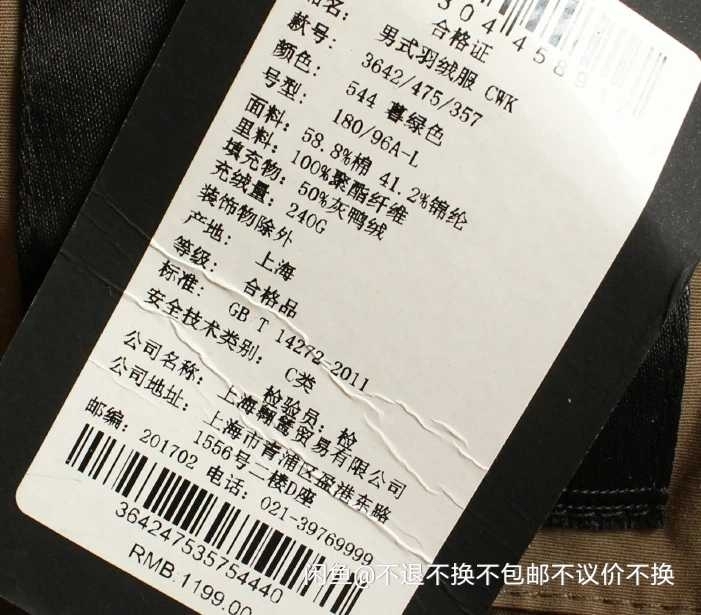 304458
合格证
品名: 男式羽绒服 CWK
款号: 3642/475/357
颜色: 544 暮绿色
号型: 180/96A-L
面料: 58.8%棉 41.2%锦纶
里料: 100%聚酯纤维
填充物: 50%灰鸭绒
充绒量: 240G
装饰物除外
产地: 上海
等级: 合格品
标准: GB T 14272-2011
安全技术类别: C类
检验员: 检
公司名称: 上海贸易有限公司
公司地址: 上海市青浦区盈港东路
1556号二楼D座
邮编: 201702 电话: 021-39769999
364247535754440
RMB:1199.00
闲鱼@不退不换不包邮不议价不换